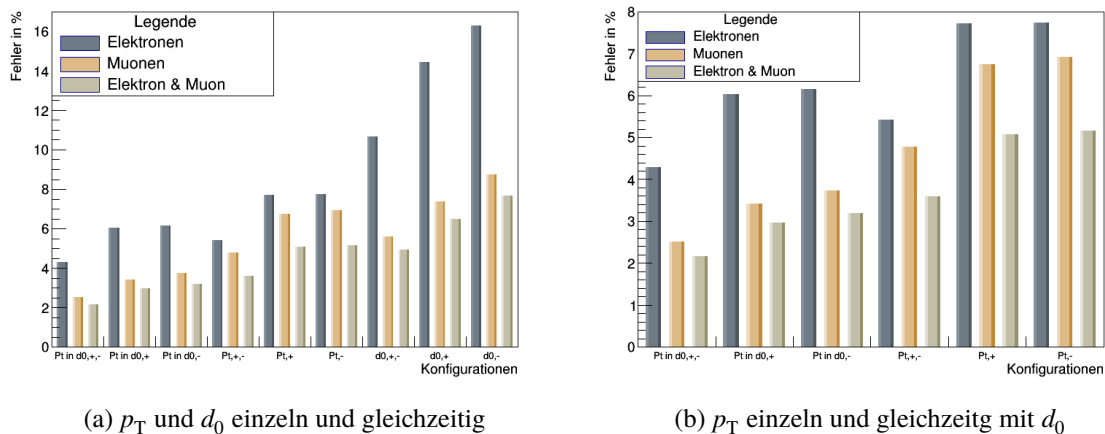 Fehler in %
16
14
12
10
8
6
4
2
0
Legende
Elektronen
Muonen
Elektron & Muon
Pt in d0,+,- Pt in d0,+ Pt in d0,- Pt,+,- Pt,+ Pt,- d0,+,- d0,+ d0,-
Konfigurationen
(a) pT und d0 einzeln und gleichzeitig
Fehler in %
8
7
6
5
4
3
2
1
0
Legende
Elektronen
Muonen
Elektron & Muon
Pt in d0,+,- Pt in d0,+ Pt in d0,- Pt,+,- Pt,+ Pt,-
Konfigurationen
(b) pT einzeln und gleichzeitg mit d0